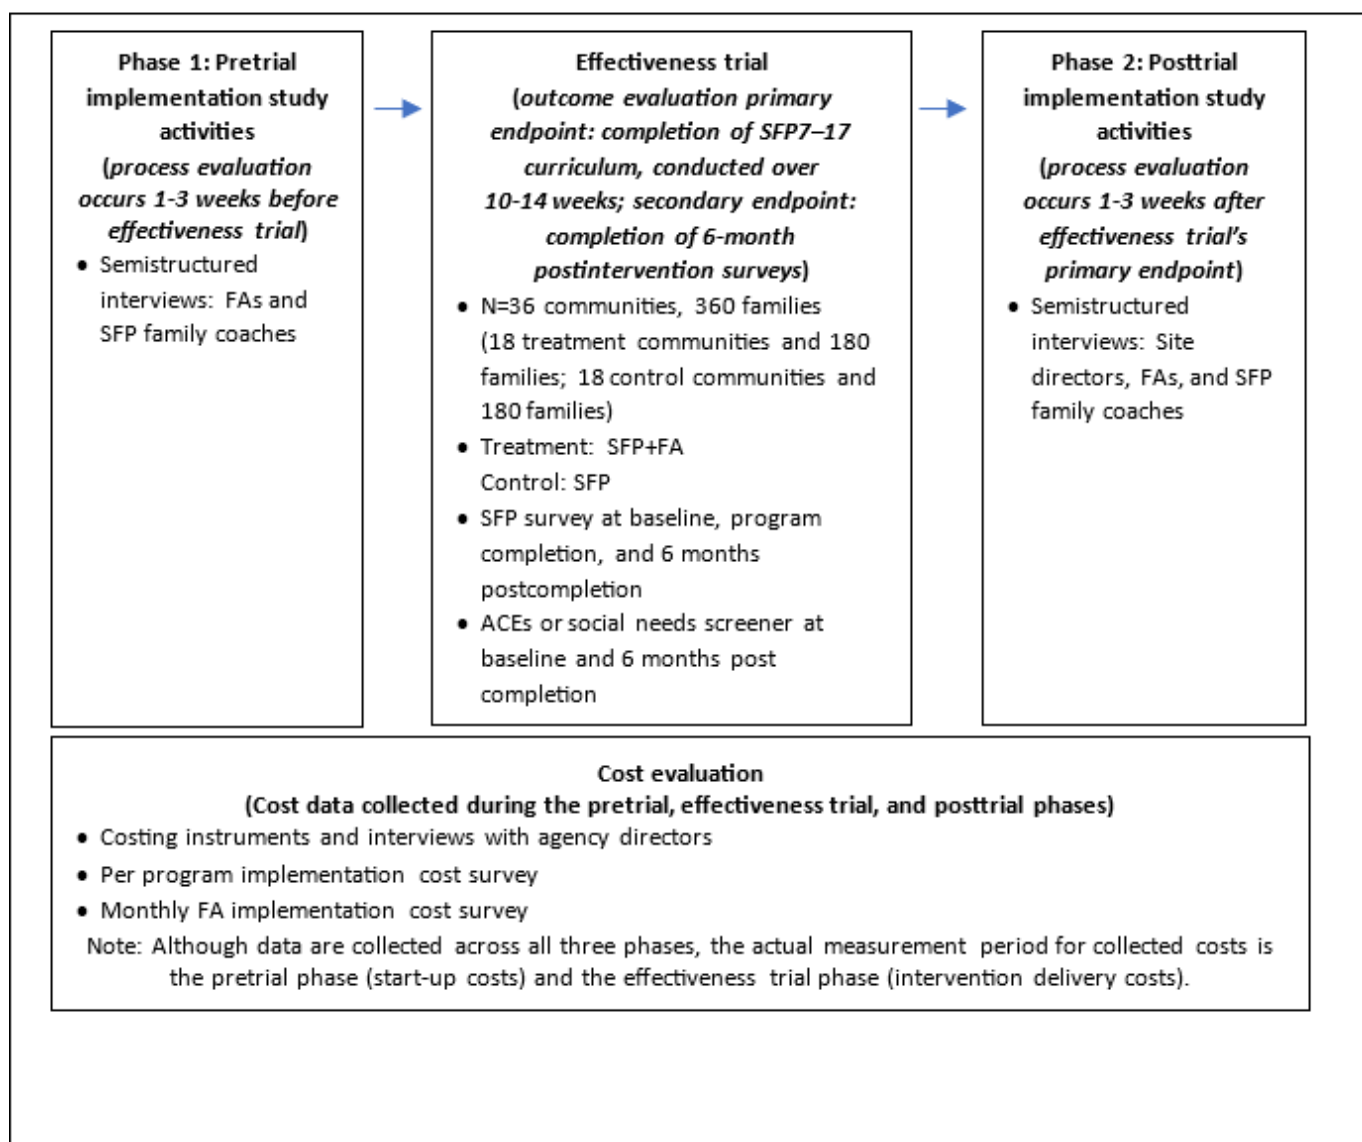 Phase 1: Pretrial
implementation study
activities
(process evaluation
occurs 1-3 weeks before
effectiveness trial)
• Semistructured
interviews: FAs and
SFP family coaches
Effectiveness trial
(outcome evaluation primary
endpoint: completion of SFP7–17
curriculum, conducted over
10-14 weeks; secondary endpoint:
completion of 6-month
postintervention surveys)
• N=36 communities, 360 families
(18 treatment communities and 180
families; 18 control communities and
180 families)
• Treatment: SFP+FA
Control: SFP
• SFP survey at baseline, program
completion, and 6 months
postcompletion
• ACEs or social needs screener at
baseline and 6 months post
completion
Phase 2: Posttrial
implementation study
activities
(process evaluation
occurs 1-3 weeks after
effectiveness trial’s
primary endpoint)
• Semistructured
interviews: Site
directors, FAs, and SFP
family coaches
Cost evaluation
(Cost data collected during the pretrial, effectiveness trial, and posttrial phases)
• Costing instruments and interviews with agency directors
• Per program implementation cost survey
• Monthly FA implementation cost survey
Note: Although data are collected across all three phases, the actual measurement period for collected costs is
the pretrial phase (start-up costs) and the effectiveness trial phase (intervention delivery costs).